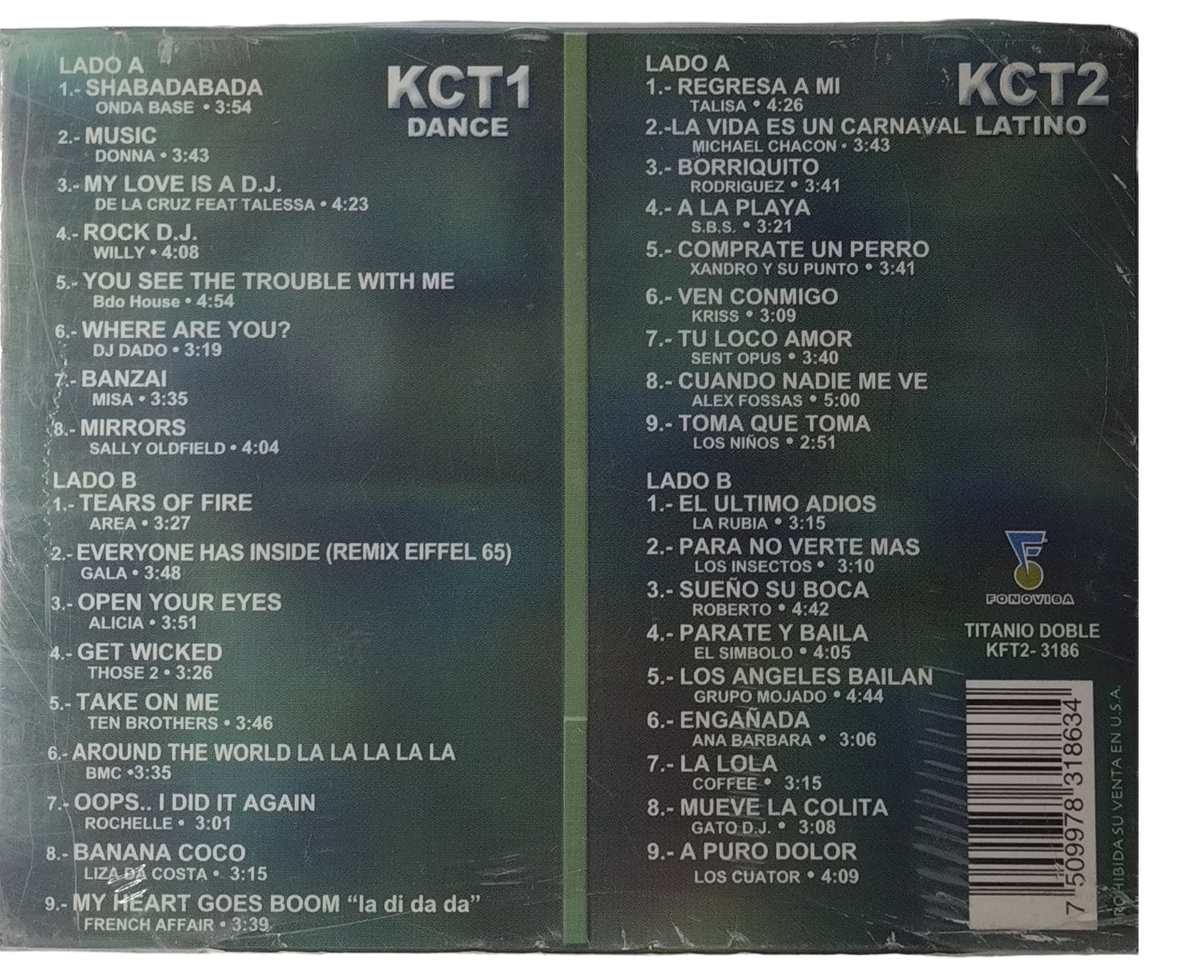 KCT1
DANCE
LADO A
1.- SHABADABADA
ONDA BASE • 3:54
2.- MUSIC
DONNA • 3:43
3.- MY LOVE IS A D.J.
DE LA CRUZ FEAT TALESSA • 4:23
4.- ROCK D.J.
WILLY • 4:08
5.- YOU SEE THE TROUBLE WITH ME
Bdo House • 4:54
6.- WHERE ARE YOU?
DJ DADO • 3:19
7.- BANZAI
MISA • 3:35
8.- MIRRORS
SALLY OLDFIELD • 4:04
LADO B
1.- TEARS OF FIRE
AREA • 3:27
2.- EVERYONE HAS INSIDE (REMIX EIFFEL 65)
GALA • 3:48
3.- OPEN YOUR EYES
ALICIA • 3:51
4.- GET WICKED
THOSE 2 • 3:26
5.- TAKE ON ME
TEN BROTHERS • 3:46
6.- AROUND THE WORLD LA LA LA LA LA
BMC •3:35
7.- OOPS.. I DID IT AGAIN
ROCHELLE • 3:01
8.- BANANA COCO
LIZA DA COSTA • 3:15
9.- MY HEART GOES BOOM “la di da da”
FRENCH AFFAIR • 3:39
KCT2
LATINO
LADO A
1.- REGRESA A MI
TALISA • 4:26
2.-LA VIDA ES UN CARNAVAL
MICHAEL CHACON • 3:43
3.- BORRIQUITO
RODRIGUEZ • 3:41
4.- A LA PLAYA
S.B.S. • 3:21
5.- COMPRATE UN PERRO
XANDRO Y SU PUNTO • 3:41
6.- VEN CONMIGO
KRISS • 3:09
7.- TU LOCO AMOR
SENT OPUS • 3:40
8.- CUANDO NADIE ME VE
ALEX FOSSAS • 5:00
9.- TOMA QUE TOMA
LOS NIÑOS • 2:51
LADO B
1.- EL ULTIMO ADIOS
LA RUBIA • 3:15
2.- PARA NO VERTE MAS
LOS INSECTOS • 3:10
3.- SUEÑO SU BOCA
ROBERTO • 4:42
4.- PARATE Y BAILA
EL SIMBOLO • 4:05
5.- LOS ANGELES BAILAN
GRUPO MOJADO • 4:44
6.- ENGAÑADA
ANA BARBARA • 3:06
7.- LA LOLA
COFFEE • 3:15
8.- MUEVE LA COLITA
GATO D.J. • 3:08
9.- A PURO DOLOR
LOS CUATOR • 4:09
FONOVISA
TITANIO DOBLE
KFT2- 3186
7 509978 318634
PROHIBIDA SU VENTA EN U.S.A.